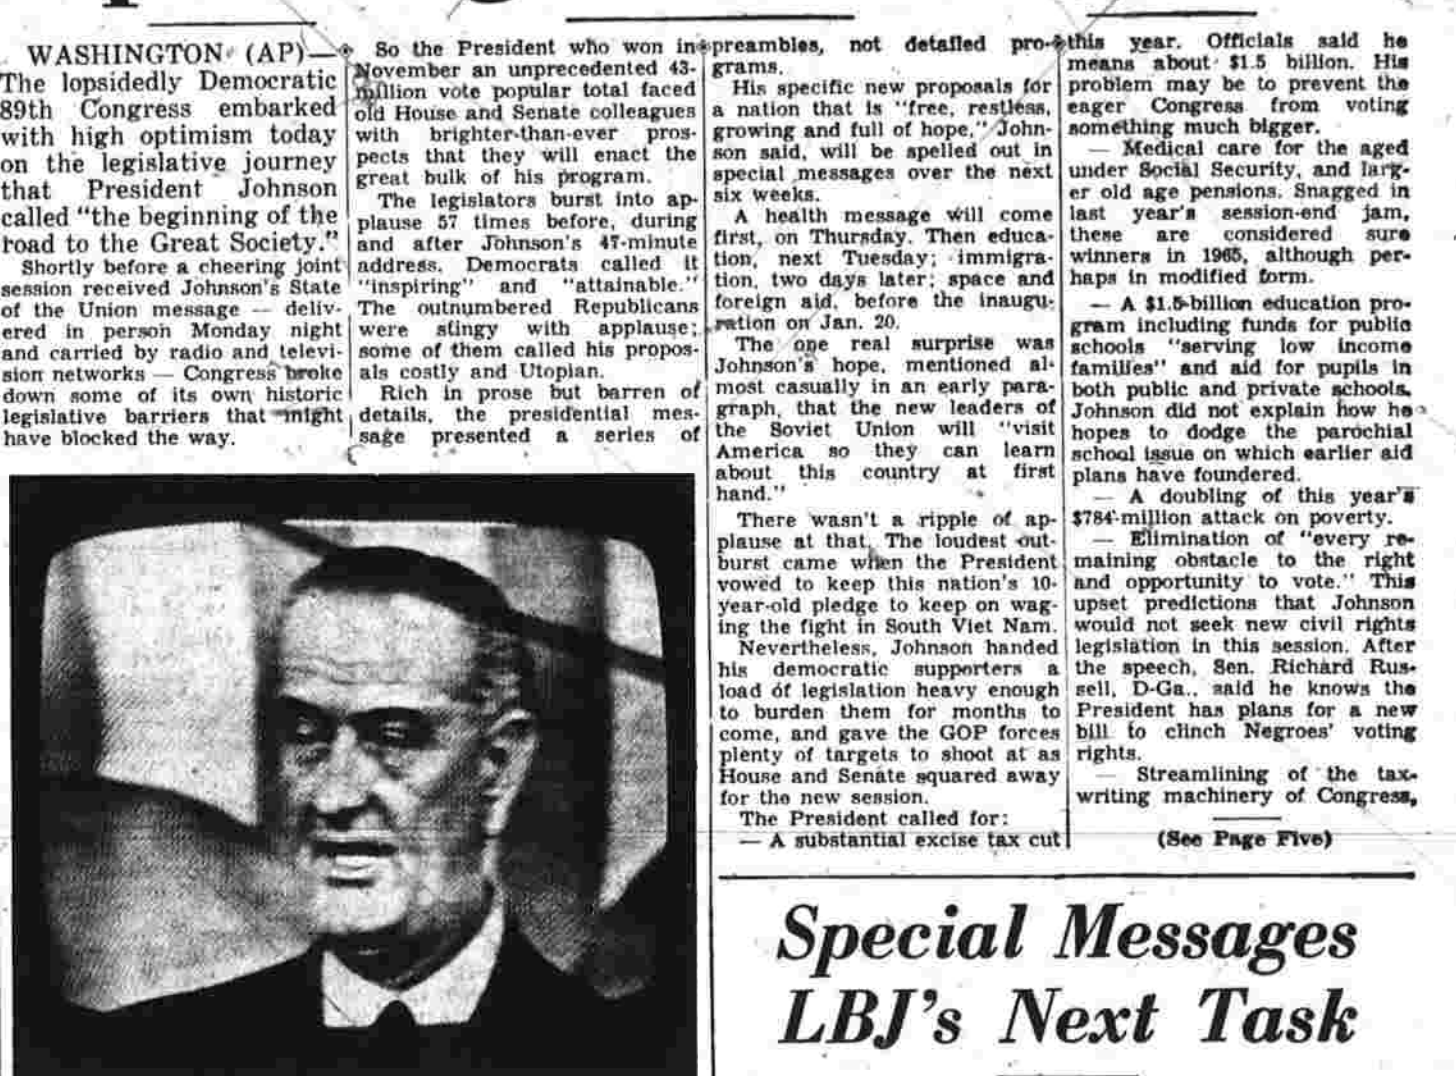 WASHINGTON (AP)—
The lopsidedly Democratic
89th Congress embarked
with high optimism today
on the legislative journey
that President Johnson
called "the beginning of the
road to the Great Society."
Shortly before a cheering joint
session received Johnson's State
of the Union message — deliv-
ered in person Monday night
and carried by radio and televi-
sion networks — Congress broke
down some of its own historic
legislative barriers that might
have blocked the way.
So the President who won in
November an unprecedented 43-
million vote popular total faced
old House and Senate colleagues
with brighter-than-ever pros-
pects that they will enact the
great bulk of his program.
The legislators burst into ap-
plause 57 times before, during
and after Johnson's 47-minute
address. Democrats called it
"inspiring" and "attainable."
The outnumbered Republicans
were stingy with applause;
some of them called his propos-
als costly and Utopian.
Rich in prose but barren of
details, the presidential mes-
sage presented a series of
preambles, not detailed pro-
grams.
His specific new proposals for
a nation that is "free, restless,
growing and full of hope," John-
son said, will be spelled out in
special messages over the next
six weeks.
A health message will come
first, on Thursday. Then educa-
tion, next Tuesday; immigra-
tion, two days later; space and
foreign aid, before the inaugu-
ration on Jan. 20.
The one real surprise was
Johnson's hope, mentioned al-
most casually in an early para-
graph, that the new leaders of
the Soviet Union will "visit
America so they can learn
about this country at first
hand."
There wasn't a ripple of ap-
plause at that. The loudest out-
burst came when the President
vowed to keep this nation's 10-
year-old pledge to keep on wag-
ing the fight in South Viet Nam.
Nevertheless, Johnson handed
his democratic supporters a
load of legislation heavy enough
to burden them for months to
come, and gave the GOP forces
plenty of targets to shoot at as
House and Senate squared away
for the new session.
The President called for:
— A substantial excise tax cut
this year. Officials said he
means about $1.5 billion. His
problem may be to prevent the
eager Congress from voting
something much bigger.
— Medical care for the aged
under Social Security, and larg-
er old age pensions. Snagged in
last year's session-end jam,
these are considered sure
winners in 1965, although per-
haps in modified form.
— A $1.5-billion education pro-
gram including funds for public
schools "serving low income
families" and aid for pupils in
both public and private schools.
Johnson did not explain how he
hopes to dodge the parochial
school issue on which earlier aid
plans have foundered.
— A doubling of this year's
$784-million attack on poverty.
— Elimination of "every re-
maining obstacle to the right
and opportunity to vote." This
upset predictions that Johnson
would not seek new civil rights
legislation in this session. After
the speech, Sen. Richard Rus-
sell, D-Ga., said he knows the
President has plans for a new
bill to clinch Negroes' voting
rights.
— Streamlining of the tax-
writing machinery of Congress,
(See Page Five)
Special Messages
LBJ's Next Task